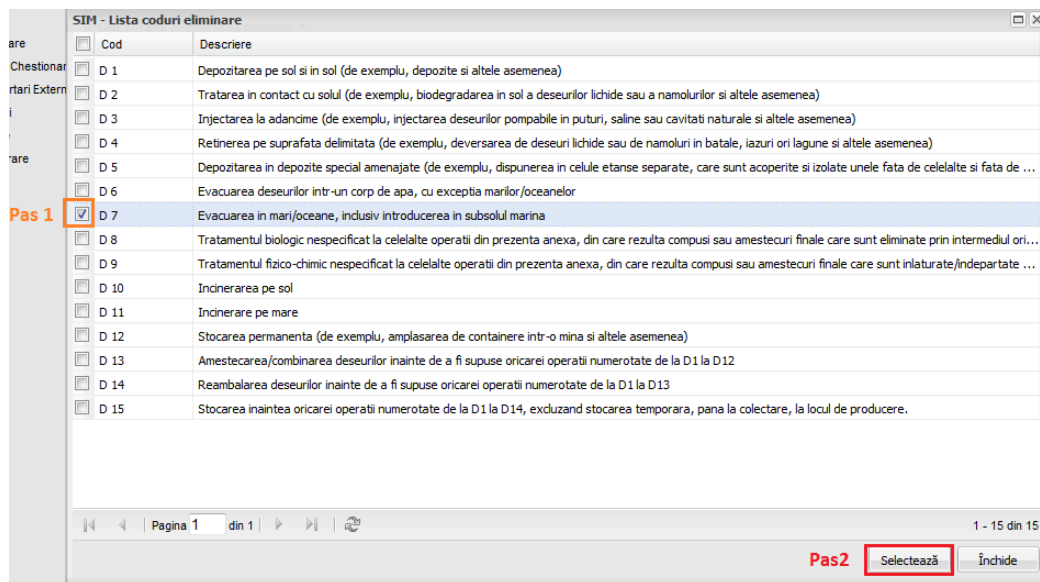 SIM - Lista coduri eliminare
are
Cod Descriere
Chestionar
D 1 Depozitarea pe sol si in sol (de exemplu, depozite si altele asemenea)
rtari Extern
D 2 Tratarea in contact cu solul (de exemplu, biodegradarea in sol a deseurilor lichide sau a namolurilor si altele asemenea)
i
D 3 Injectarea la adancime (de exemplu, injectarea deseurilor pompabile in puturi, saline sau cavitati naturale si altele asemenea)
D 4 Retinerea pe suprafata delimitata (de exemplu, deversarea de deseuri lichide sau de namoluri in batale, iazuri ori lagune si altele asemenea)
rare
D 5 Depozitarea in depozite special amenajate (de exemplu, dispunerea in celule etanse separate, care sunt acoperite si izolate unele fata de celelalte si fata de ...
D 6 Evacuarea deseurilor intr-un corp de apa, cu exceptia marilor/oceanelor
Pas 1 D 7 Evacuarea in mari/oceane, inclusiv introducerea in subsolul marina
D 8 Tratamentul biologic nespecificat la celelalte operatii din prezenta anexa, din care rezulta compusi sau amestecuri finale care sunt eliminate prin intermediul ori...
D 9 Tratamentul fizico-chimic nespecificat la celelalte operatii din prezenta anexa, din care rezulta compusi sau amestecuri finale care sunt inlaturate/indepartate ...
D 10 Incinerarea pe sol
D 11 Incinerare pe mare
D 12 Stocarea permanenta (de exemplu, amplasarea de containere intr-o mina si altele asemenea)
D 13 Amestecarea/combinarea deseurilor inainte de a fi supuse oricarei operatii numerotate de la D1 la D12
D 14 Reambalarea deseurilor inainte de a fi supuse oricarei operatii numerotate de la D1 la D13
D 15 Stocarea inaintea oricarei operatii numerotate de la D1 la D14, excluzand stocarea temporara, pana la colectare, la locul de producere.
Pagina 1 din 1 1 - 15 din 15
Pas2 Selectează Închide